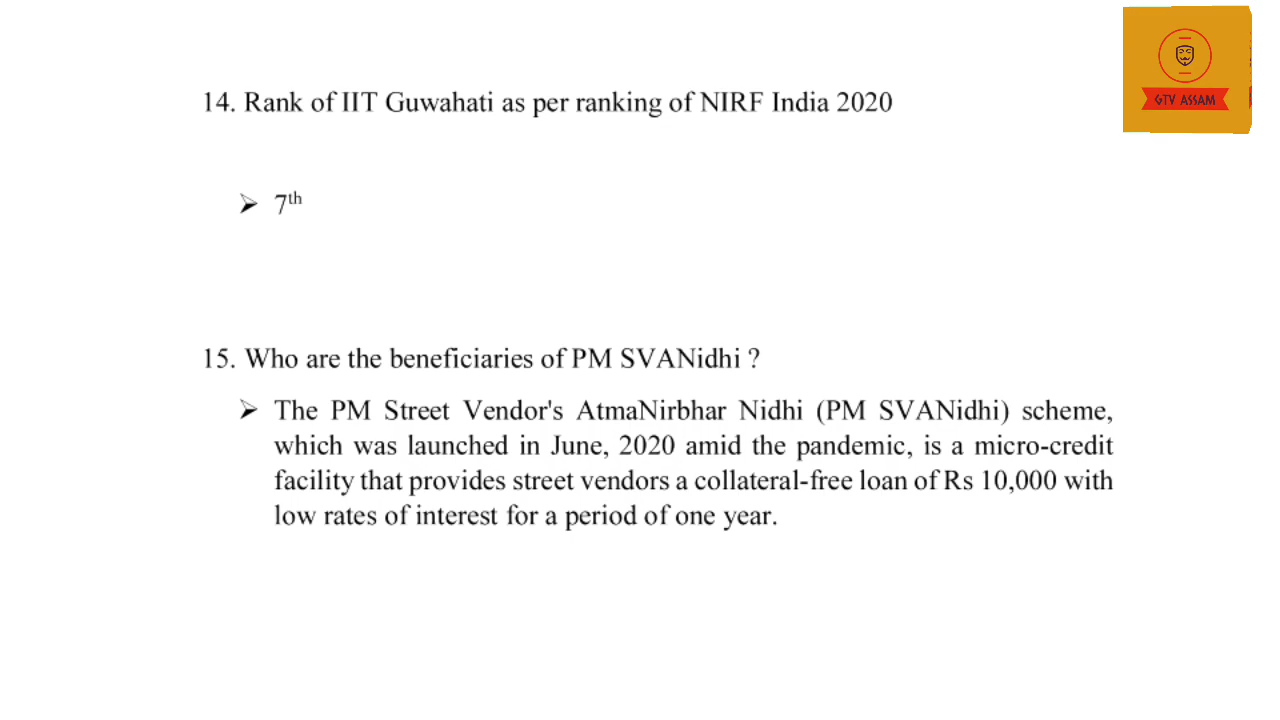 GTV ASSAM
14. Rank of IIT Guwahati as per ranking of NIRF India 2020
➢ 7th
15. Who are the beneficiaries of PM SVANidhi ?
➢ The PM Street Vendor's AtmaNirbhar Nidhi (PM SVANidhi) scheme,
which was launched in June, 2020 amid the pandemic, is a micro-credit
facility that provides street vendors a collateral-free loan of Rs 10,000 with
low rates of interest for a period of one year.